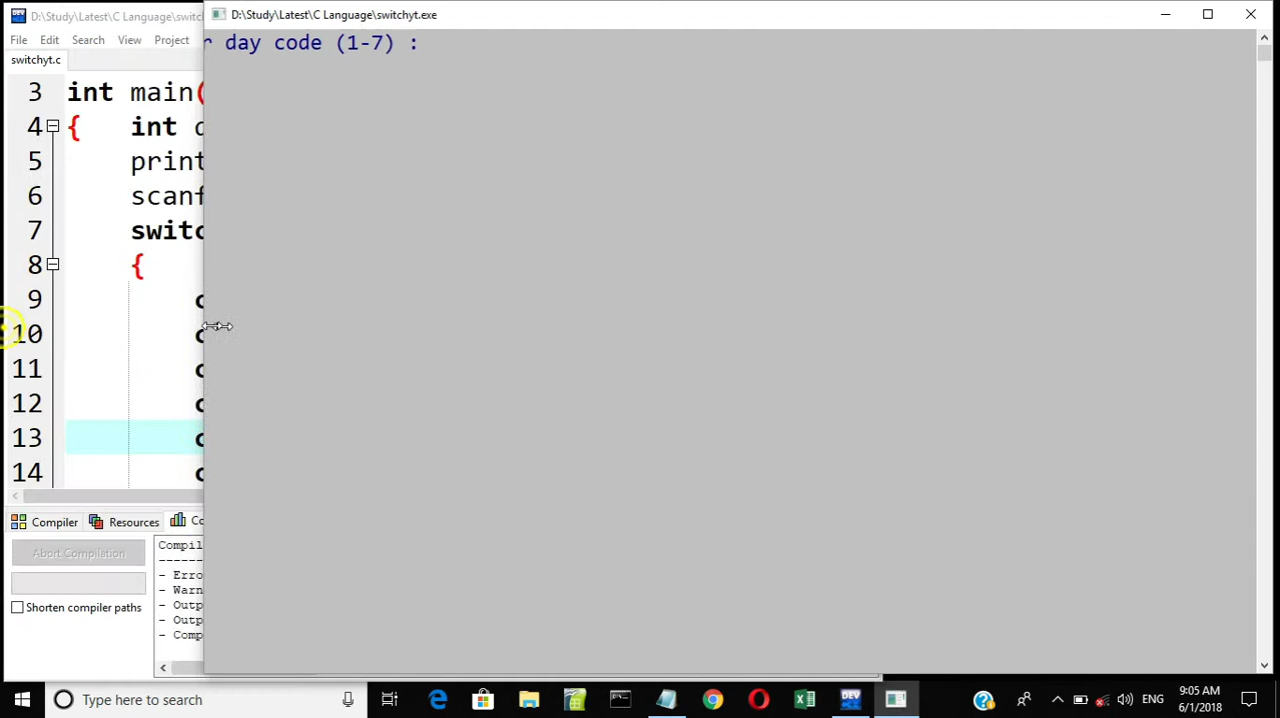 D:\Study\Latest\C Language\switch
D:\Study\Latest\C Language\switchyt.exe
File Edit Search View Project
r day code (1-7) :
switchyt.c
3 int main(
4 { int
5 print
6 scanf
7 switc
8 {
9 c
10 c
11 c
12 c
13 c
14 c
Compiler Resources Co
Abort Compilation
Shorten compiler paths
Compil
- Erro
- Warn
- Outp
- Outp
- Comp
Type here to search
ENG
9:05 AM
6/1/2018